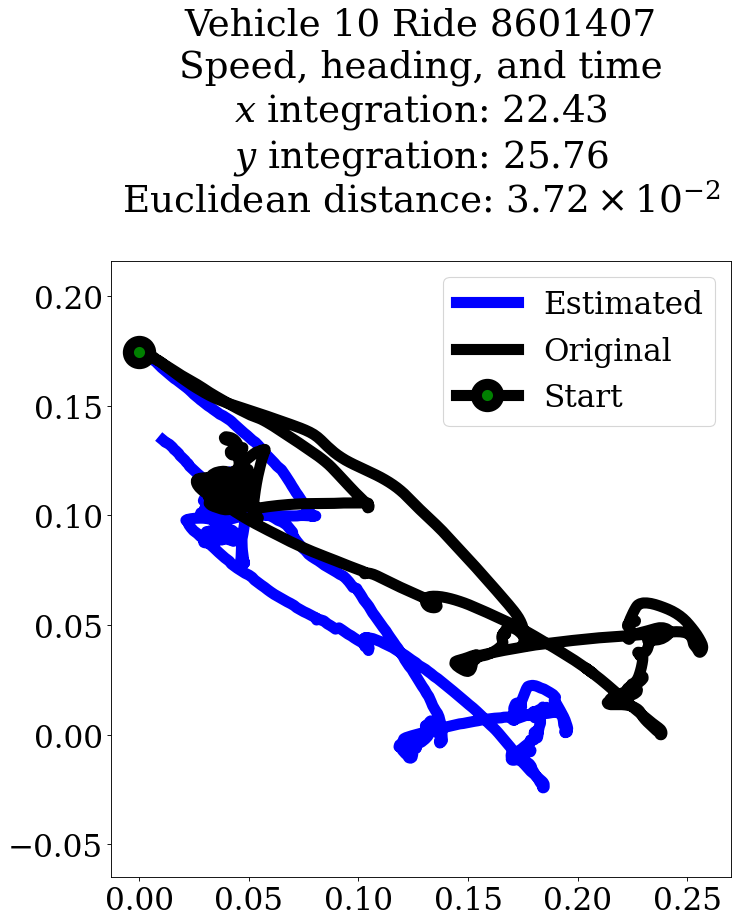 Vehicle 10 Ride 8601407
Speed, heading, and time
x integration: 22.43
y integration: 25.76
Euclidean distance: 3.72 × 10⁻²
Estimated
Original
Start
0.20
0.15
0.10
0.05
0.00
−0.05
0.00 0.05 0.10 0.15 0.20 0.25